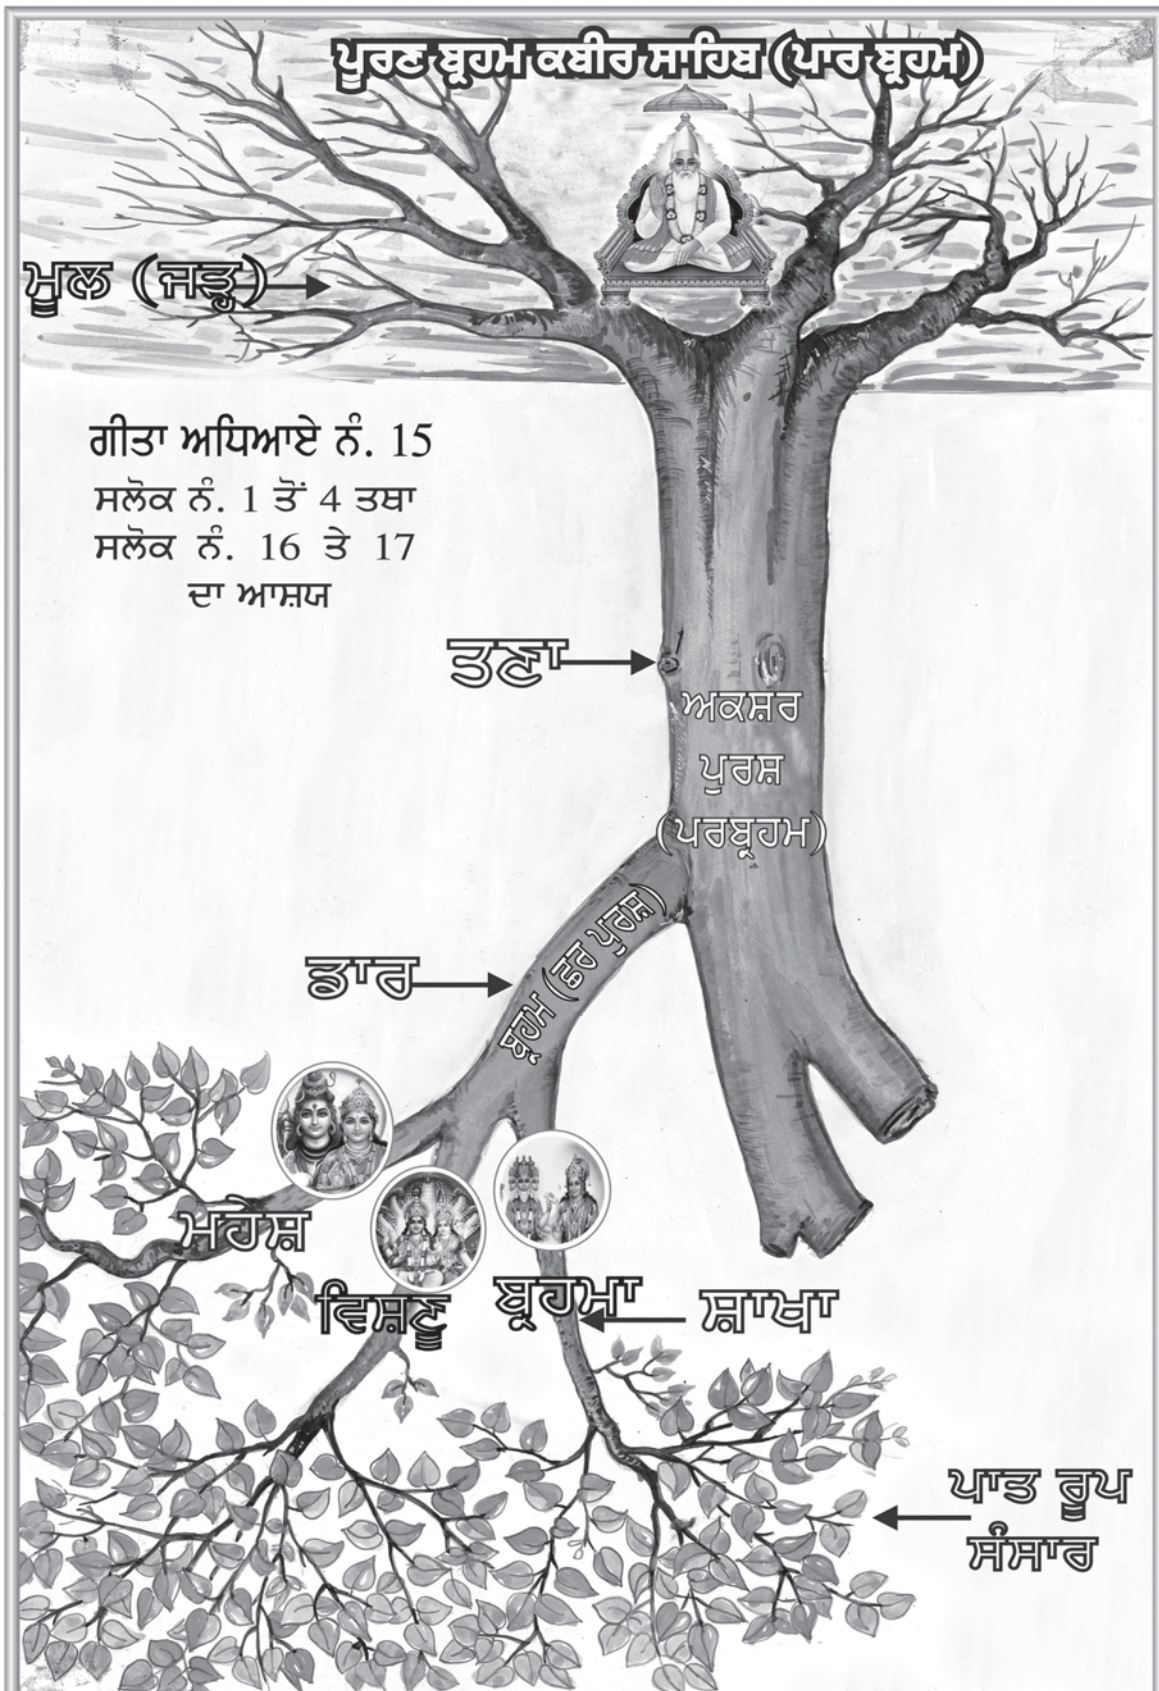 ਪੂਰਣ ਬ੍ਰਹਮ ਕਬੀਰ ਸਾਹਿਬ (ਪਾਰ ਬ੍ਰਹਮ)
ਮੂਲ (ਜੜ੍ਹ)
ਗੀਤਾ ਅਧਿਆਏ ਨੰ. 15
ਸਲੋਕ ਨੰ. 1 ਤੋਂ 4 ਤਥਾ
ਸਲੋਕ ਨੰ. 16 ਤੇ 17
ਦਾ ਆਸ਼ਯ
ਤਣਾ
ਅਕਸ਼ਰ
ਪੁਰਸ਼
(ਪਰਬ੍ਰਹਮ)
ਬ੍ਰਹਮ (ਛਰ ਪੁਰਸ਼)
ਡਾਰ
ਮਹੇਸ਼
ਵਿਸ਼ਣੂ
ਬ੍ਰਹਮਾ
ਸ਼ਾਖਾ
ਪਾਤ ਰੂਪ
ਸੰਸਾਰ